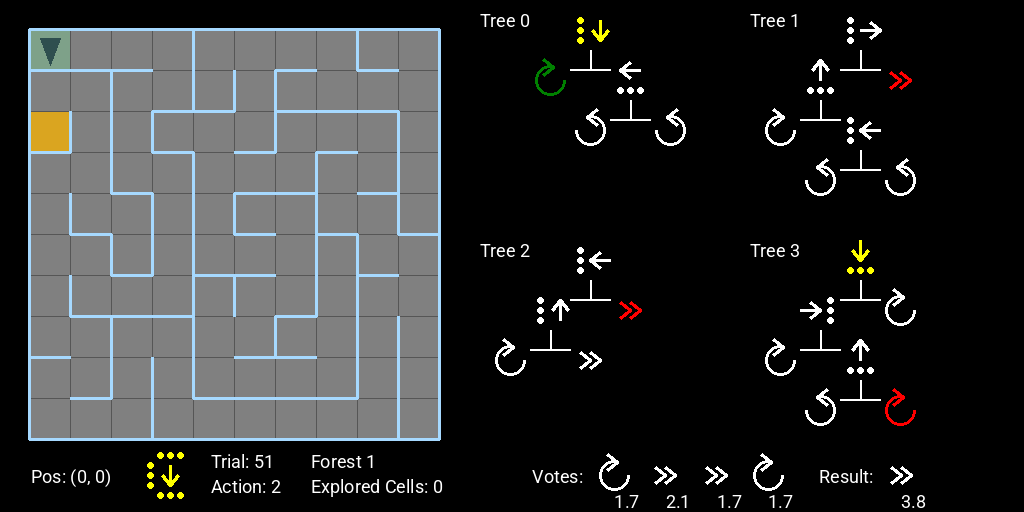 Tree 0
Tree 1
Tree 2
Tree 3
Pos: (0, 0)
Trial: 51
Forest 1
Action: 2
Explored Cells: 0
Votes:
1.7
2.1
1.7
1.7
Result:
3.8